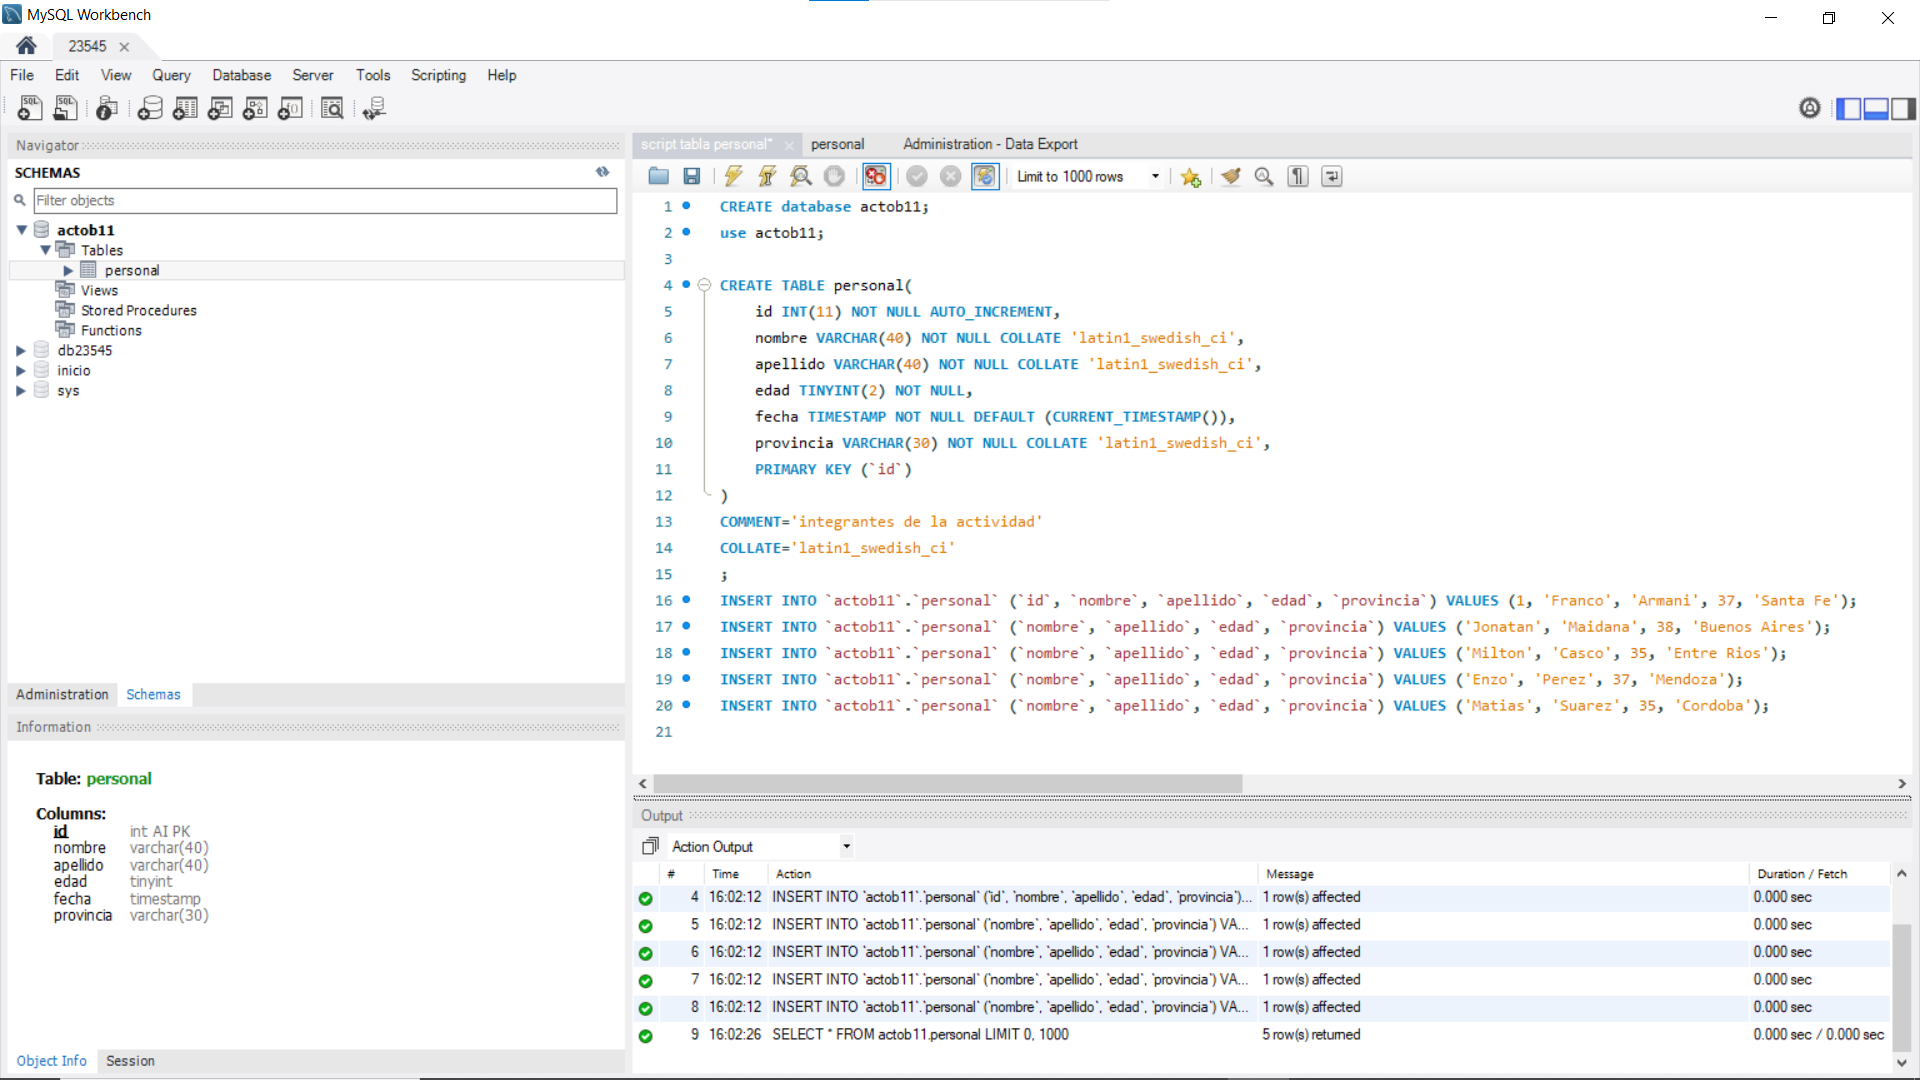 MySQL Workbench
23545
File Edit View Query Database Server Tools Scripting Help
Navigator
SCHEMAS
Filter objects
actob11
Tables
personal
Views
Stored Procedures
Functions
db23545
inicio
sys
Administration Schemas
Information
Table: personal
Columns:
id int AI PK
nombre varchar(40)
apellido varchar(40)
edad tinyint
fecha timestamp
provincia varchar(30)
Object Info Session
script tabla personal* personal Administration - Data Export
Limit to 1000 rows
1 CREATE database actob11;
2 use actob11;
3
4 CREATE TABLE personal(
5 id INT(11) NOT NULL AUTO_INCREMENT,
6 nombre VARCHAR(40) NOT NULL COLLATE 'latin1_swedish_ci',
7 apellido VARCHAR(40) NOT NULL COLLATE 'latin1_swedish_ci',
8 edad TINYINT(2) NOT NULL,
9 fecha TIMESTAMP NOT NULL DEFAULT (CURRENT_TIMESTAMP()),
10 provincia VARCHAR(30) NOT NULL COLLATE 'latin1_swedish_ci',
11 PRIMARY KEY (`id`)
12 )
13 COMMENT='integrantes de la actividad'
14 COLLATE='latin1_swedish_ci'
15 ;
16 INSERT INTO `actob11`.`personal` (`id`, `nombre`, `apellido`, `edad`, `provincia`) VALUES (1, 'Franco', 'Armani', 37, 'Santa Fe');
17 INSERT INTO `actob11`.`personal` (`nombre`, `apellido`, `edad`, `provincia`) VALUES ('Jonatan', 'Maidana', 38, 'Buenos Aires');
18 INSERT INTO `actob11`.`personal` (`nombre`, `apellido`, `edad`, `provincia`) VALUES ('Milton', 'Casco', 35, 'Entre Rios');
19 INSERT INTO `actob11`.`personal` (`nombre`, `apellido`, `edad`, `provincia`) VALUES ('Enzo', 'Perez', 37, 'Mendoza');
20 INSERT INTO `actob11`.`personal` (`nombre`, `apellido`, `edad`, `provincia`) VALUES ('Matias', 'Suarez', 35, 'Cordoba');
21
Output
Action Output
# Time Action Message Duration / Fetch
4 16:02:12 INSERT INTO `actob11`.`personal` (`id`, `nombre`, `apellido`, `edad`, `provincia`)... 1 row(s) affected 0.000 sec
5 16:02:12 INSERT INTO `actob11`.`personal` (`nombre`, `apellido`, `edad`, `provincia`) VA... 1 row(s) affected 0.000 sec
6 16:02:12 INSERT INTO `actob11`.`personal` (`nombre`, `apellido`, `edad`, `provincia`) VA... 1 row(s) affected 0.000 sec
7 16:02:12 INSERT INTO `actob11`.`personal` (`nombre`, `apellido`, `edad`, `provincia`) VA... 1 row(s) affected 0.000 sec
8 16:02:12 INSERT INTO `actob11`.`personal` (`nombre`, `apellido`, `edad`, `provincia`) VA... 1 row(s) affected 0.000 sec
9 16:02:26 SELECT * FROM actob11.personal LIMIT 0, 1000 5 row(s) returned 0.000 sec / 0.000 sec